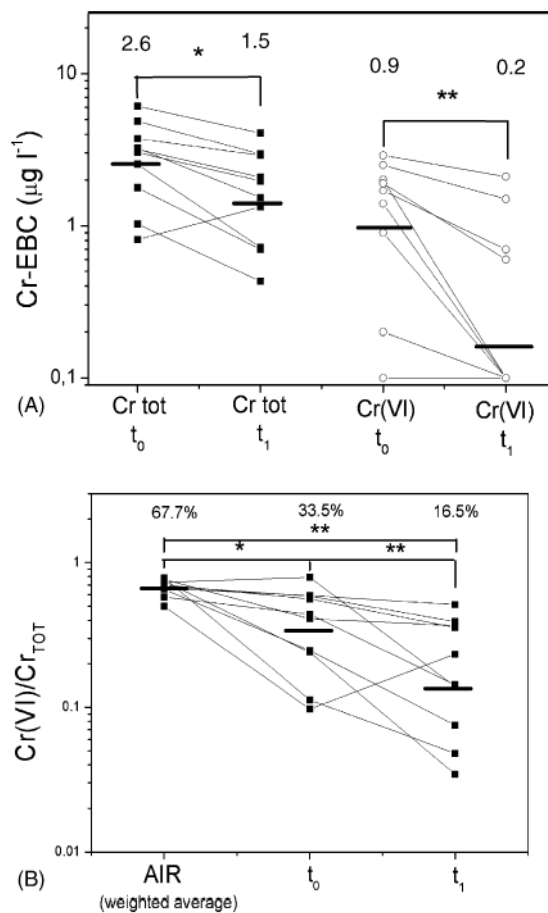 2.6 1.5 0.9 0.2
* **
10
1
0,1
Cr-EBC (μg l⁻¹)
(A)
Cr tot Cr tot Cr(VI) Cr(VI)
t₀ t₁ t₀ t₁
67.7% 33.5% 16.5%
**
* **
1
0.1
0.01
Cr(VI)/Cr_TOT
(B)
AIR t₀ t₁
(weighted average)